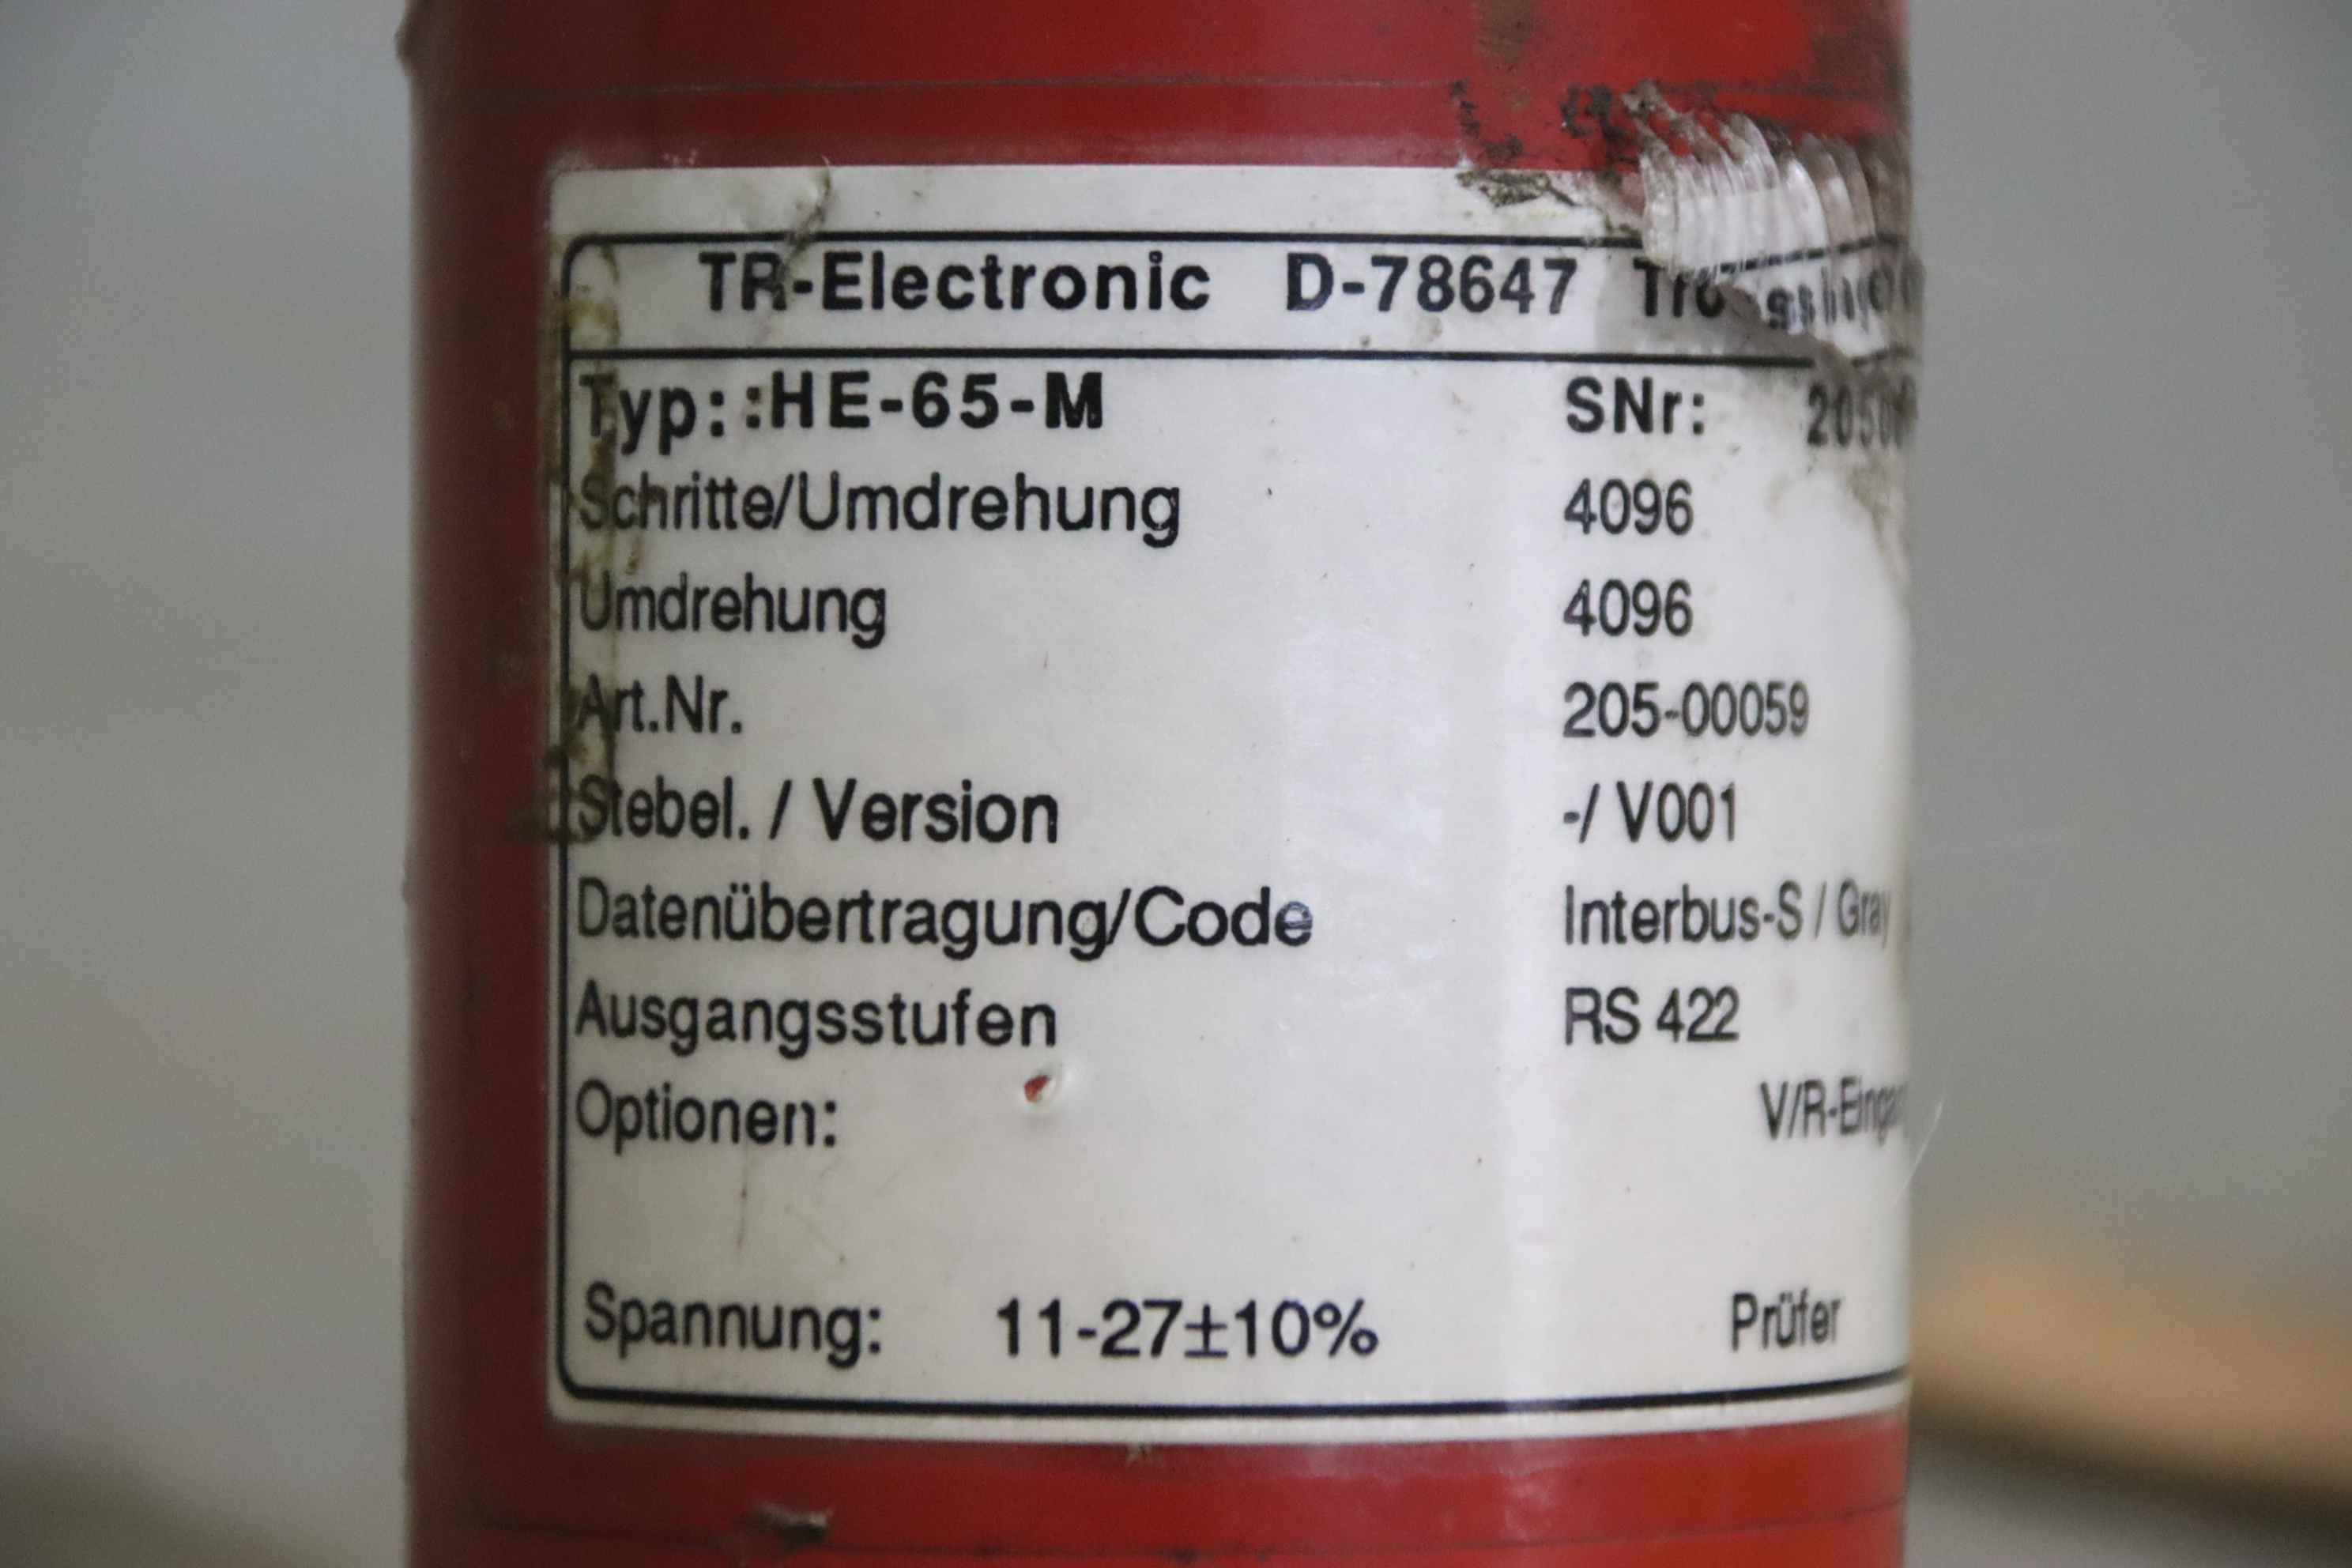 TR-Electronic D-78647
Typ: :HE-65-M SNr:
Schritte/Umdrehung 4096
Umdrehung 4096
Art.Nr. 205-00059
Stebel. / Version -/ V001
Datenübertragung/Code Interbus-S / Gray
Ausgangsstufen RS 422
Optionen:
Spannung: 11-27±10% Prüfer